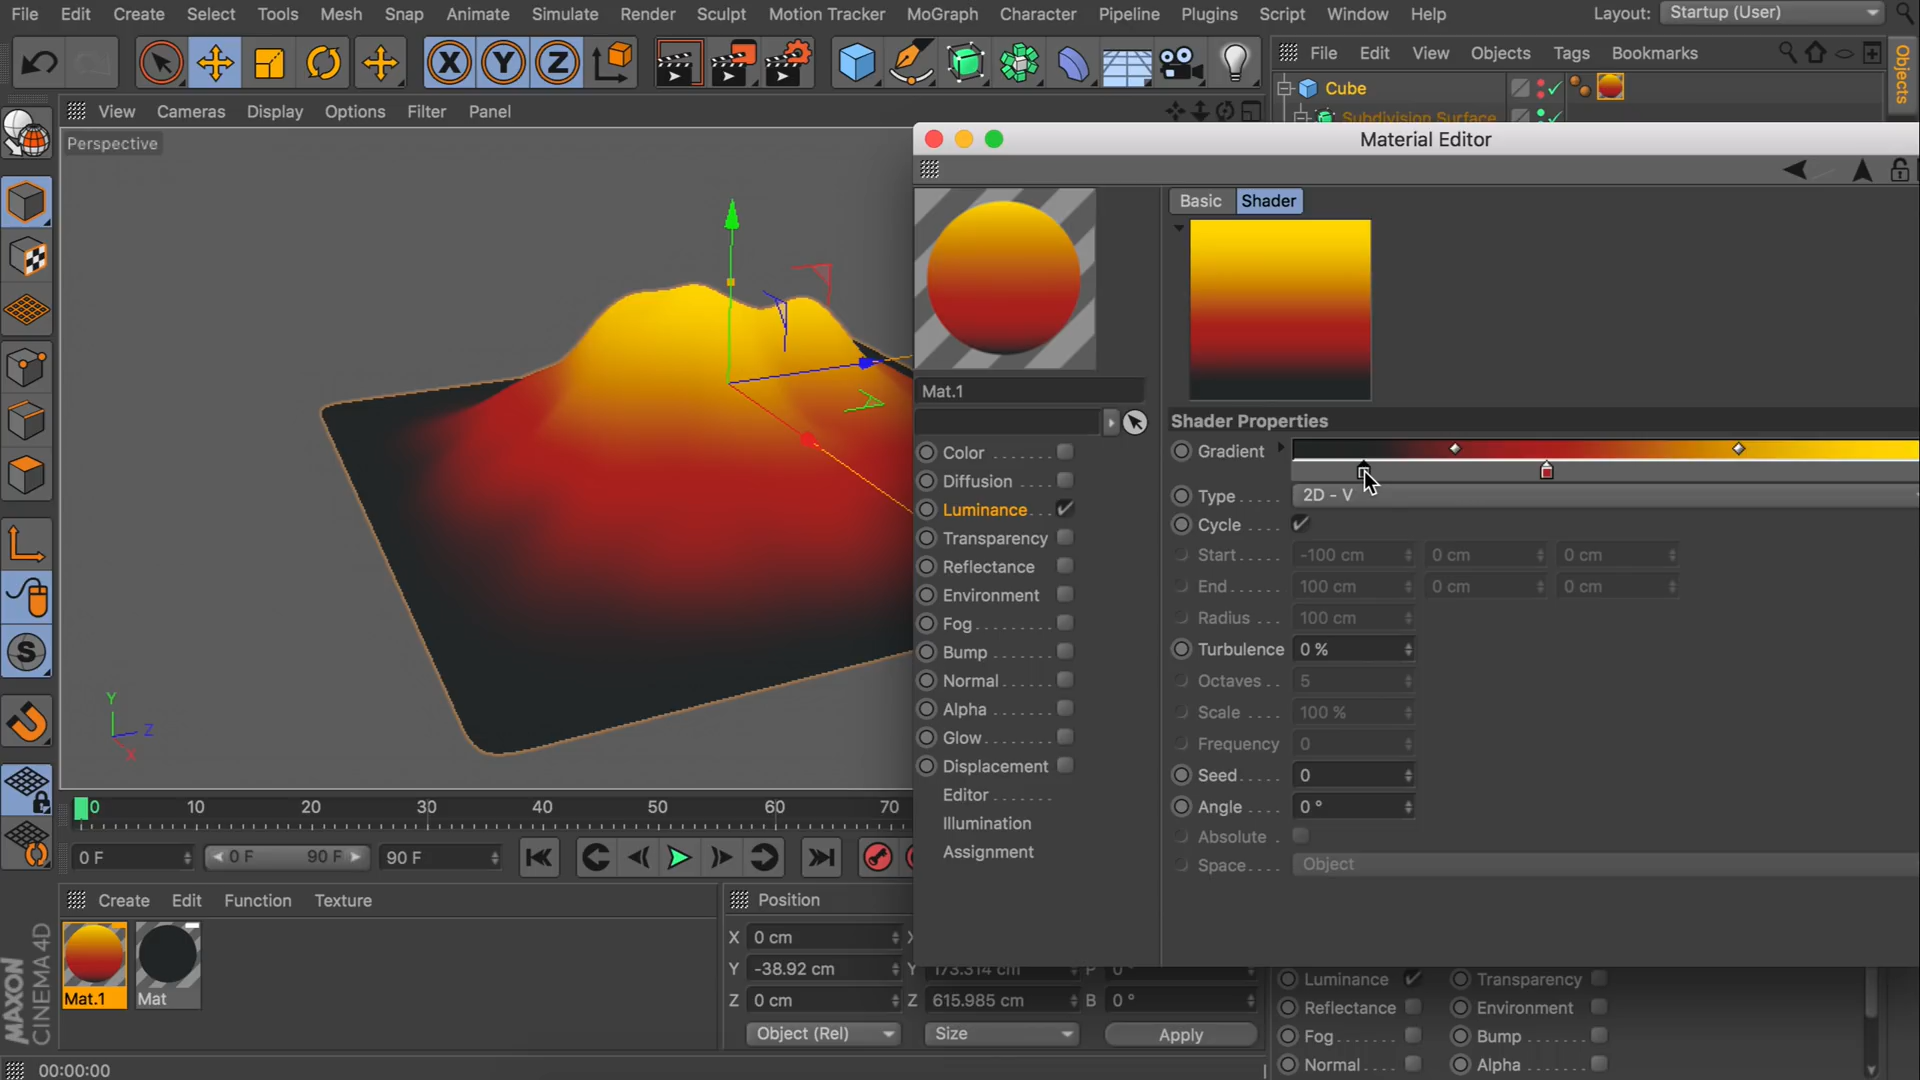 File Edit Create Select Tools Mesh Snap Animate Simulate Render Sculpt Motion Tracker MoGraph Character Pipeline Plugins Script Window Help Layout: Startup (User)
File Edit View Objects Tags Bookmarks
Objects
Cube
Subdivision Surface
View Cameras Display Options Filter Panel
Perspective
Material Editor
Basic Shader
Mat.1
Shader Properties
Gradient
Type..... 2D - V
Cycle ....
Start..... -100 cm 0 cm 0 cm
End...... 100 cm 0 cm 0 cm
Radius ... 100 cm
Turbulence 0 %
Octaves.. 5
Scale .... 100 %
Frequency 0
Seed..... 0
Angle .... 0 °
Absolute .
Space.... Object
Color
Diffusion
Luminance
Transparency
Reflectance
Environment
Fog
Bump
Normal
Alpha
Glow
Displacement
Editor
Illumination
Assignment
Y
Z
X
0 10 20 30 40 50 60 70
0 F 0 F 90 F 90 F
Create Edit Function Texture
Mat.1 Mat
MAXON
CINEMA 4D
Position
X 0 cm
Y -38.92 cm Y 173.314 cm P 0 °
Z 0 cm Z 615.985 cm B 0 °
Object (Rel) Size Apply
Luminance Transparency
Reflectance Environment
Fog....... Bump ......
Normal.... Alpha ......
00:00:00